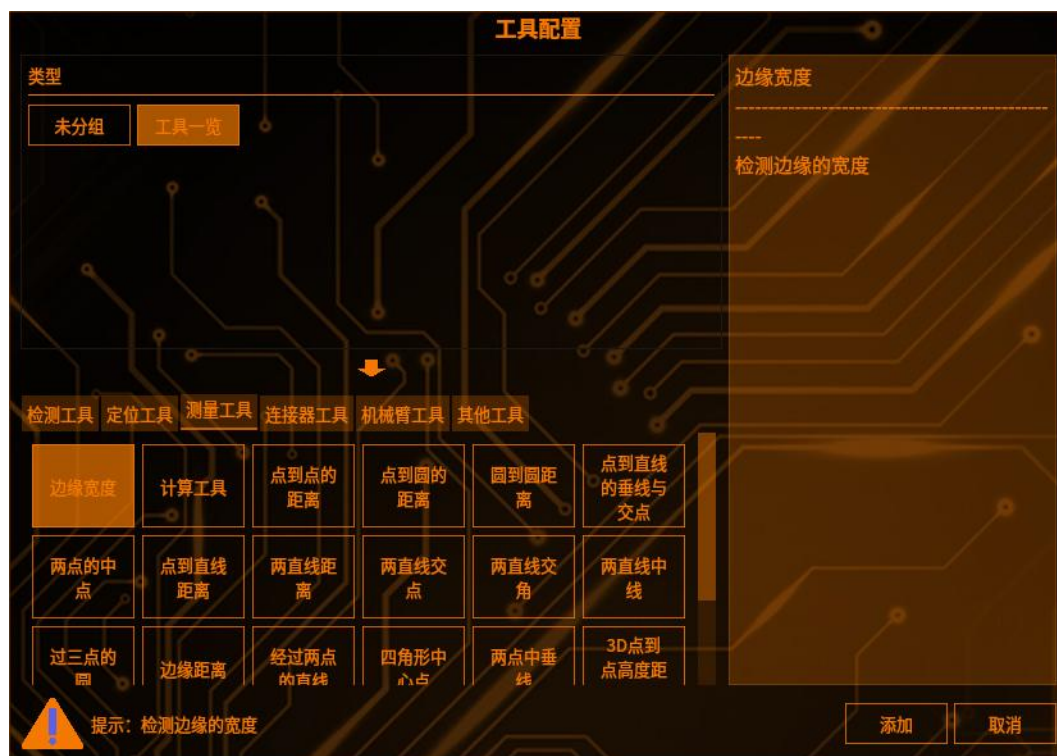 工具配置
类型
未分组
工具一览
边缘宽度
-----------------------------------------------
----
检测边缘的宽度
检测工具
定位工具
测量工具
连接器工具
机械臂工具
其他工具
边缘宽度
计算工具
点到点的
距离
点到圆的
距离
圆到圆距
离
点到直线
的垂线与
交点
两点的中
点
点到直线
距离
两直线距
离
两直线交
点
两直线交
角
两直线中
线
过三点的
圆
边缘距离
经过两点
的直线
四角形中
心点
两点中垂
线
3D点到
点高度距
提示：检测边缘的宽度
添加
取消